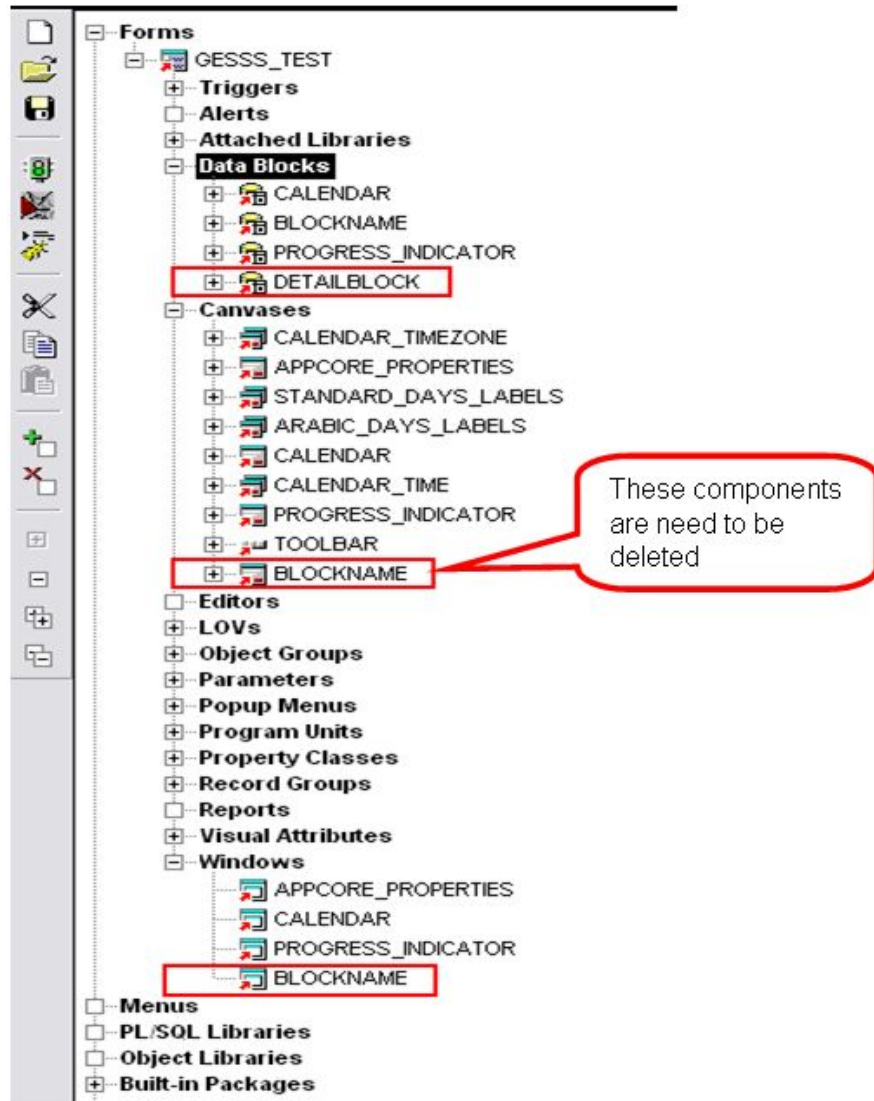 Forms
GESSS_TEST
Triggers
Alerts
Attached Libraries
Data Blocks
CALENDAR
BLOCKNAME
PROGRESS_INDICATOR
DETAILBLOCK
Canvases
CALENDAR_TIMEZONE
APPCORE_PROPERTIES
STANDARD_DAYS_LABELS
ARABIC_DAYS_LABELS
CALENDAR
CALENDAR_TIME
PROGRESS_INDICATOR
TOOLBAR
BLOCKNAME
These components
are need to be
deleted
Editors
LOVs
Object Groups
Parameters
Popup Menus
Program Units
Property Classes
Record Groups
Reports
Visual Attributes
Windows
APPCORE_PROPERTIES
CALENDAR
PROGRESS_INDICATOR
BLOCKNAME
Menus
PL/SQL Libraries
Object Libraries
Built-in Packages